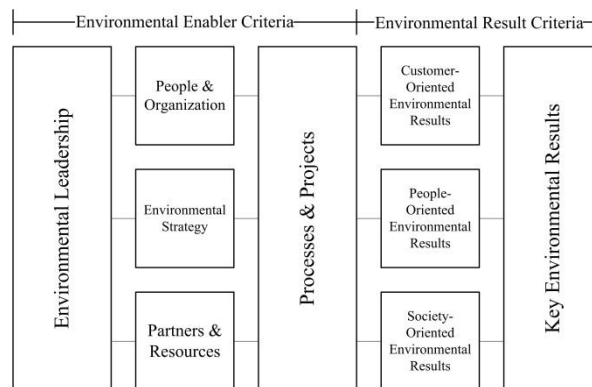 Environmental Enabler Criteria
Environmental Result Criteria
Environmental Leadership
People &
Organization
Environmental
Strategy
Partners &
Resources
Processes & Projects
Customer-
Oriented
Environmental
Results
People-
Oriented
Environmental
Results
Society-
Oriented
Environmental
Results
Key Environmental Results